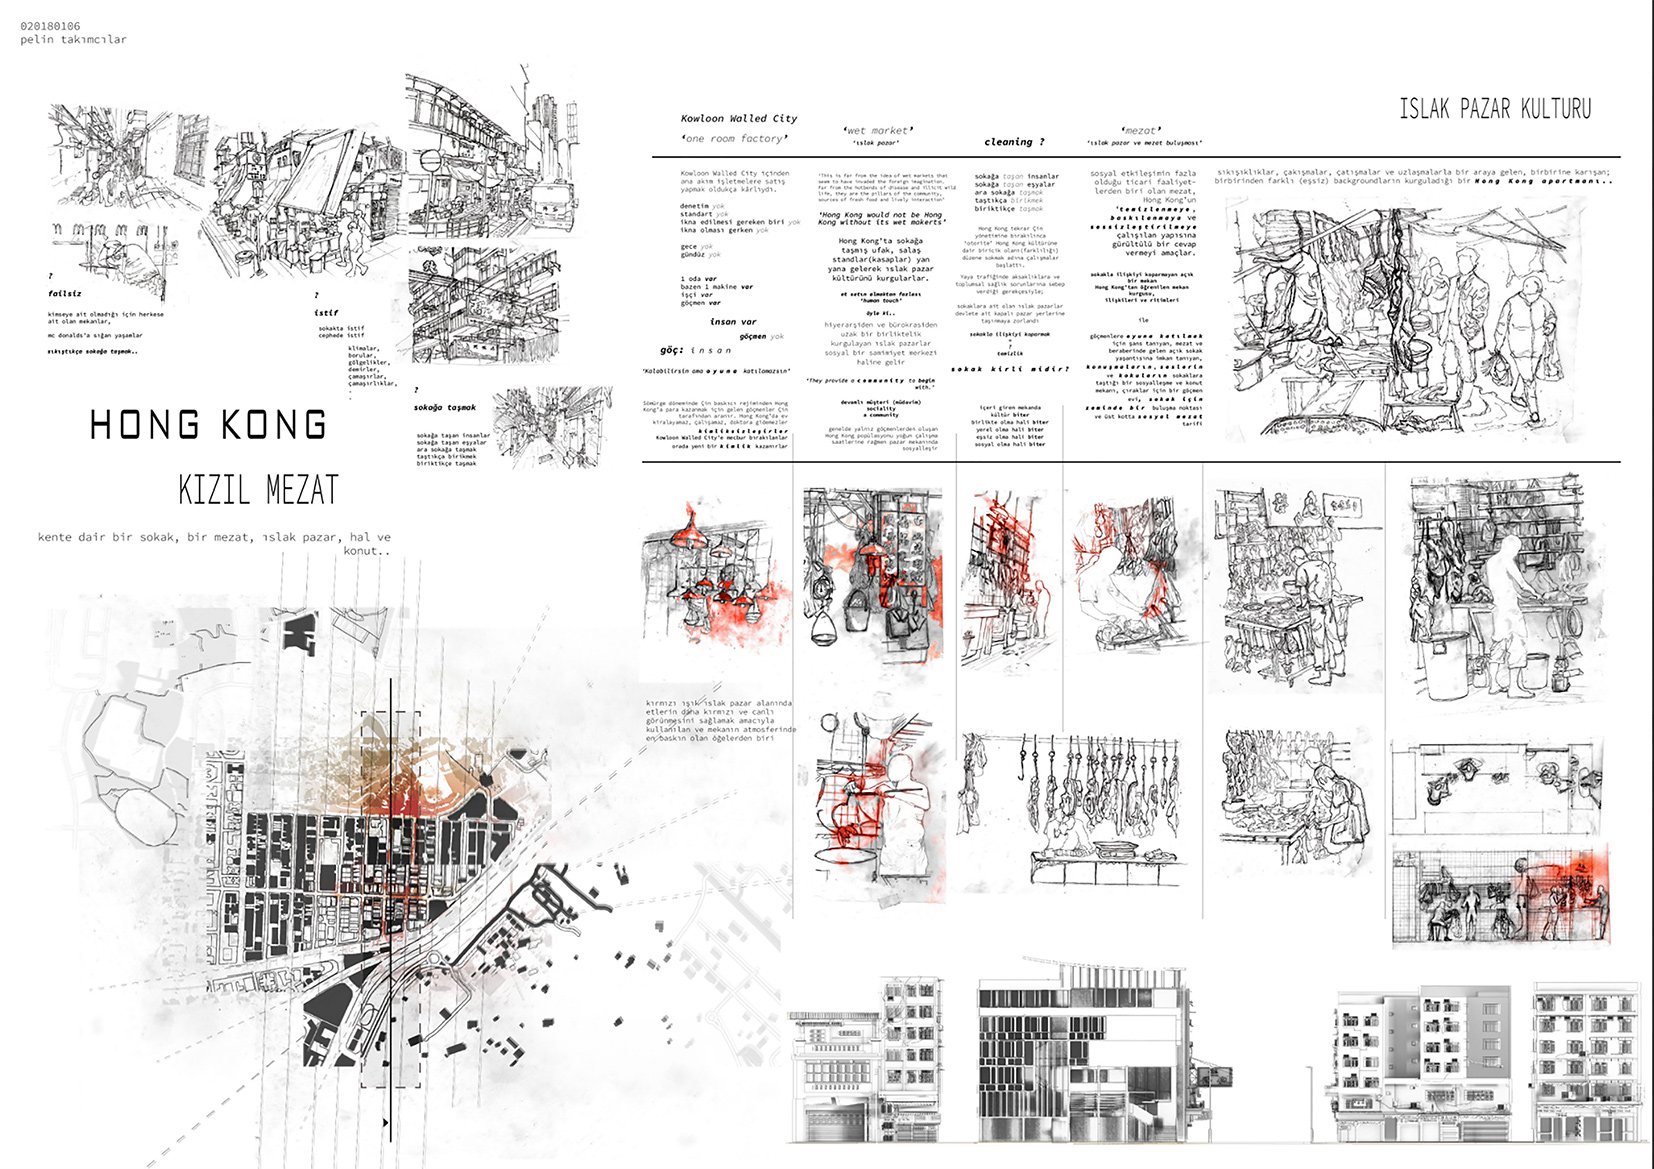 020180106
pelin takımcılar
?
failsiz
kimseye ait olmadığı için herkese
ait olan mekanlar,
mc donald's'a sığan yaşamlar
sıkıştıkça sokağa taşmak..
?
istif
sokakta istif
cephede istif
klimalar,
borular,
gölgelikler,
demirler,
çamaşırlar,
çamaşırlıklar,
.
?
sokağa taşmak
sokağa taşan insanlar
sokağa taşan eşyalar
ara sokağa taşmak
taştıkça birikmek
biriktikçe taşmak
HONG KONG
KIZIL MEZAT
kente dair bir sokak, bir mezat, ıslak pazar, hal ve
konut..
ISLAK PAZAR KULTURU
Kowloon Walled City
'one room factory'
Kowloon Walled City içinden
ana akım işletmelere satış
yapmak oldukça kârlıydı.
denetim yok
standart yok
ikna edilmesi gereken biri yok
ikna olması gerken yok
gece yok
gündüz yok
1 oda var
bazen 1 makine var
işçi var
göçmen var
insan var
göçmen yok
göç: insan
'Kalabilirsin ama oyuna katılamazsın'
Sömürge döneminde Çin baskıcı rejiminden Hong
Kong'a para kazanmak için gelen göçmenler Çin
tarafından aranır. Hong Kong'da ev
kiralayamaz, çalışamaz, doktora gidemezler
kimliksizleşirler
Kowloon Walled City'e mecbur bırakılanlar
orada yeni bir kimlik kazanırlar
'wet market'
'ıslak pazar'
'This is far from the idea of wet markets that
seem to have invaded the foreign imagination.
Far from the hotbeds of disease and illicit wild
life, they are the pillars of the community,
sources of fresh food and lively interaction'
'Hong Kong would not be Hong
Kong without its wet makerts'
Hong Kong'ta sokağa
taşmış ufak, salaş
standlar(kasaplar) yan
yana gelerek ıslak pazar
kültürünü kurgularlar.
et satın almaktan fazlası
'human touch'
öyle ki..
hiyerarşiden ve bürokrasiden
uzak bir birliktelik
kurgulayan ıslak pazarlar
sosyal bir samimiyet merkezi
haline gelir
'They provide a community to begin
with.'
devamlı müşteri (müdavim)
sociality
a community
genelde yalnız göçmenlerden oluşan
Hong Kong popülasyonu yoğun çalışma
saatlerine rağmen pazar mekanında
sosyalleşir
cleaning ?
sokağa taşan insanlar
sokağa taşan eşyalar
ara sokağa taşmak
taştıkça birikmek
biriktikçe taşmak
Hong Kong tekrar Çin
yönetimine bırakılınca
'otorite' Hong Kong kültürüne
dair biricik olanı(farklılığı)
düzene sokmak adına çalışmalar
başlattı.
Yaya trafiğinde aksaklıklara ve
toplumsal sağlık sorunlarına sebep
verdiği gerekçesiyle;
sokaklara ait olan ıslak pazarlar
devlete ait kapalı pazar yerlerine
taşınmaya zorlandı
sokakla ilişkiyi koparmak
=
?
temizlik
sokak kirli midir?
içeri giren mekanda
kültür biter
birlikte olma hali biter
yerel olma hali biter
eşsiz olma hali biter
sosyal olma hali biter
'mezat'
'ıslak pazar ve mezat buluşması'
sosyal etkileşimin fazla
olduğu ticari faaliyet-
lerden biri olan mezat,
Hong Kong'un
'temizlenmeye,
baskılanmaya ve
sessizleştirilmeye
çalışılan yapısına
gürültülü bir cevap
vermeyi amaçlar.
sokakla ilişkiyi koparmayan açık
bir mekan
Hong Kong'tan öğrenilen mekan
kurgusu,
ilişkileri ve ritimleri
ile
göçmenlere oyuna katılmak
için şans tanıyan, mezat ve
beraberinde gelen açık sokak
yaşantısına imkan tanıyan,
konuşmaların, seslerin
ve kokuların sokaklara
taştığı bir sosyalleşme ve konut
mekanı, çıraklar için bir göçmen
evi, sokak için
zeminde bir buluşma noktası
ve üst kotta sosyal mezat
tarifi
sıkışıklıklar, çakışmalar, çatışmalar ve uzlaşmalarla bir araya gelen, birbirine karışan;
birbirinden farklı (eşsiz) backgroundların kurguladığı bir Hong Kong apartmanı..
kırmızı ışık ıslak pazar alanında
etlerin daha kırmızı ve canlı
görünmesini sağlamak amacıyla
kullanılan ve mekanın atmosferinde
en baskın olan öğelerden biri